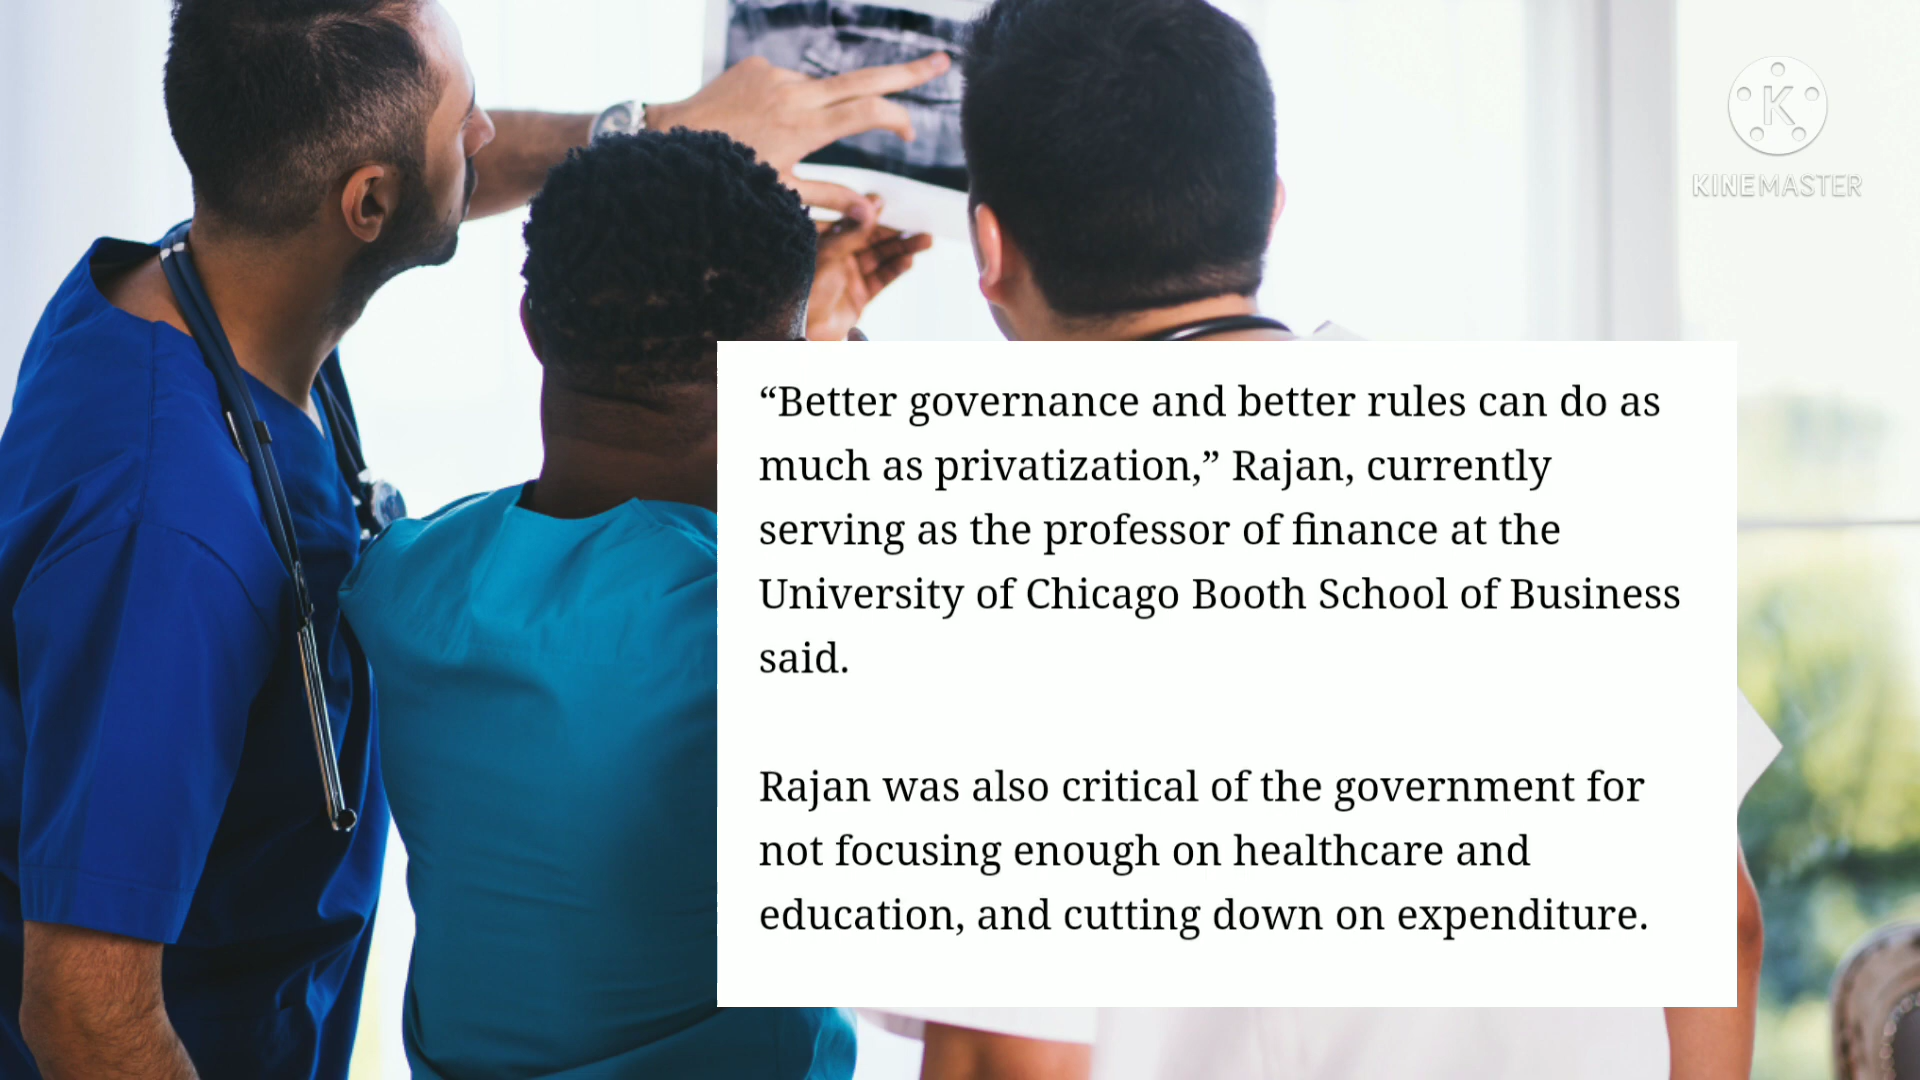 KINEMASTER
“Better governance and better rules can do as
much as privatization,” Rajan, currently
serving as the professor of finance at the
University of Chicago Booth School of Business
said.
Rajan was also critical of the government for
not focusing enough on healthcare and
education, and cutting down on expenditure.